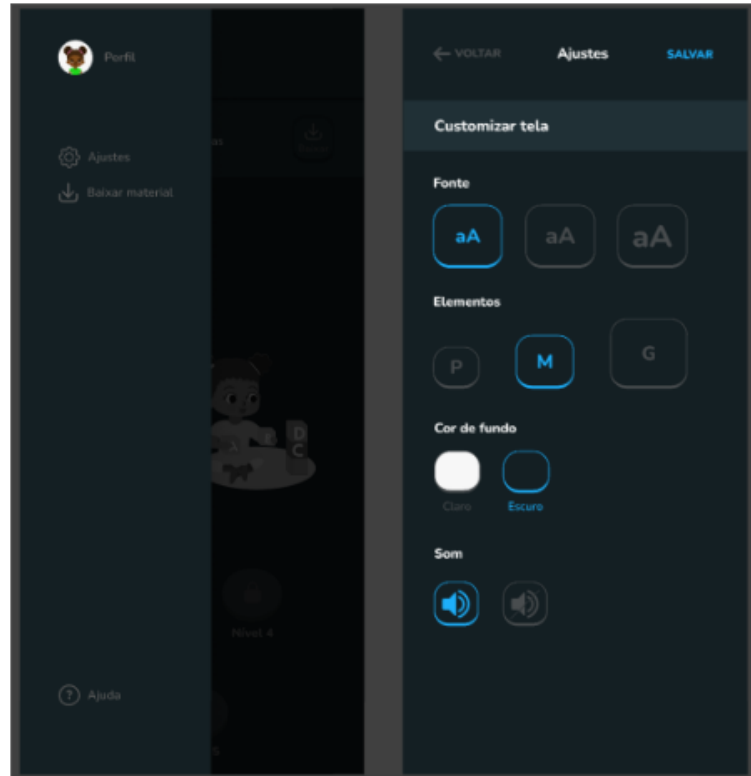 Perfil
Ajustes
Baixar material
D
C
Nível 4
Ajuda
VOLTAR
Ajustes
SALVAR
Customizar tela
Fonte
aA
aA
aA
Elementos
P
M
G
Cor de fundo
Claro
Escuro
Som